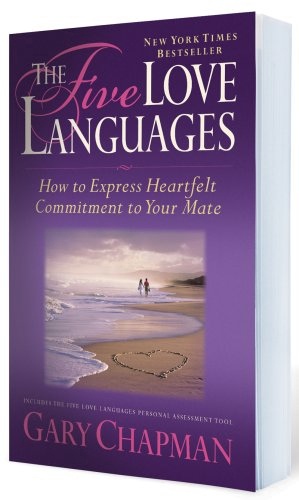 NEW YORK TIMES
BESTSELLER
THE Five LOVE
LANGUAGES
How to Express Heartfelt
Commitment to Your Mate
INCLUDES THE FIVE LOVE LANGUAGES PERSONAL ASSESSMENT TOOL
GARY CHAPMAN